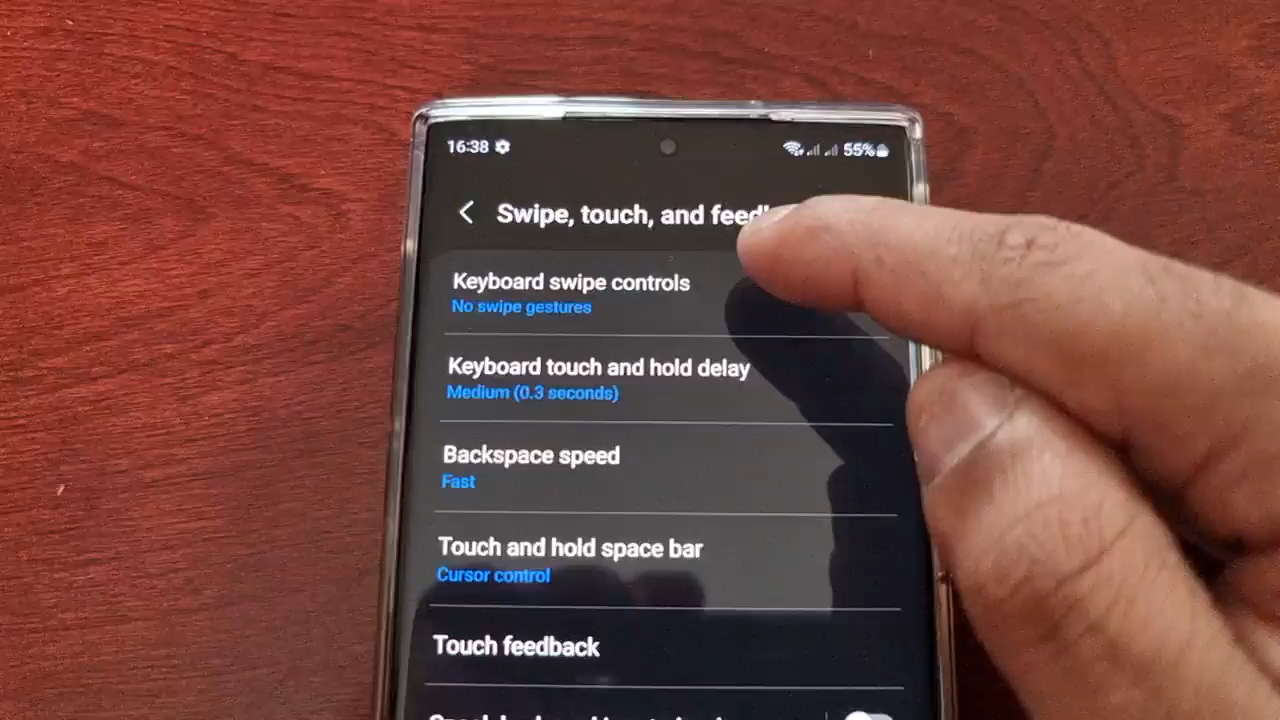 16:38 55%
Swipe, touch, and feed
Keyboard swipe controls
No swipe gestures
Keyboard touch and hold delay
Medium (0.3 seconds)
Backspace speed
Fast
Touch and hold space bar
Cursor control
Touch feedback